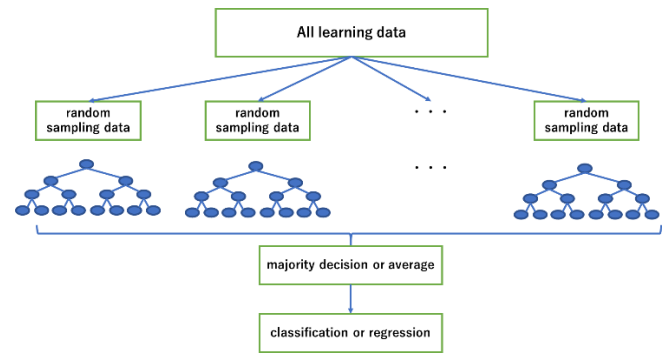 All learning data
random
sampling data
random
sampling data
. . .
random
sampling data
. . .
majority decision or average
classification or regression